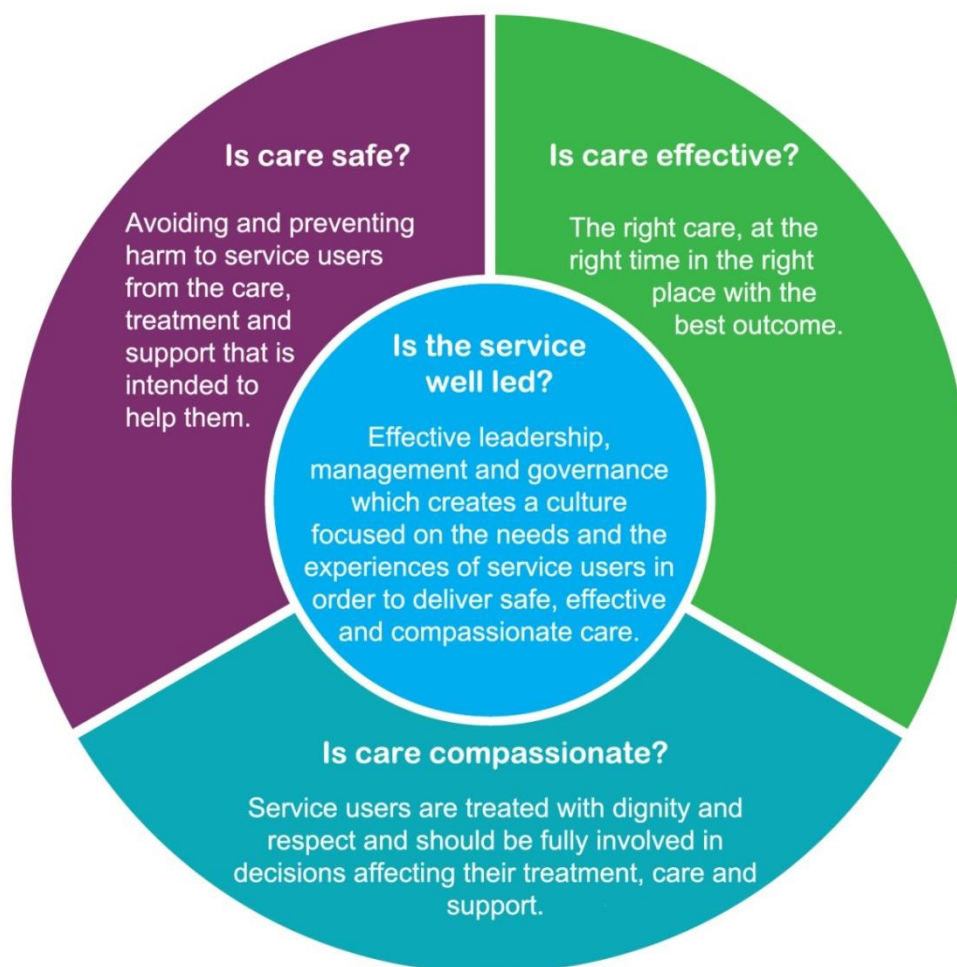 Is care safe?
Avoiding and preventing
harm to service users
from the care,
treatment and
support that is
intended to
help them.
Is care effective?
The right care, at the
right time in the right
place with the
best outcome.
Is the service
well led?
Effective leadership,
management and governance
which creates a culture
focused on the needs and the
experiences of service users in
order to deliver safe, effective
and compassionate care.
Is care compassionate?
Service users are treated with dignity and
respect and should be fully involved in
decisions affecting their treatment, care and
support.